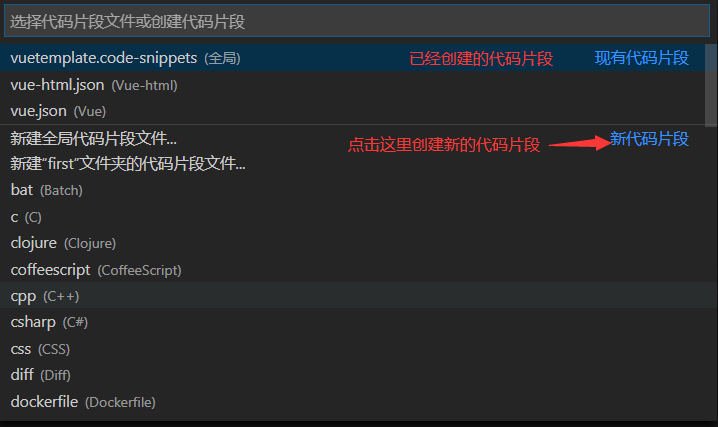 选择代码片段文件或创建代码片段
vuetemplate.code-snippets (全局) 已经创建的代码片段 现有代码片段
vue-html.json (Vue-html)
vue.json (Vue)
新建全局代码片段文件... 点击这里创建新的代码片段 新代码片段
新建“first”文件夹的代码片段文件...
bat (Batch)
c (C)
clojure (Clojure)
coffeescript (CoffeeScript)
cpp (C++)
csharp (C#)
css (CSS)
diff (Diff)
dockerfile (Dockerfile)